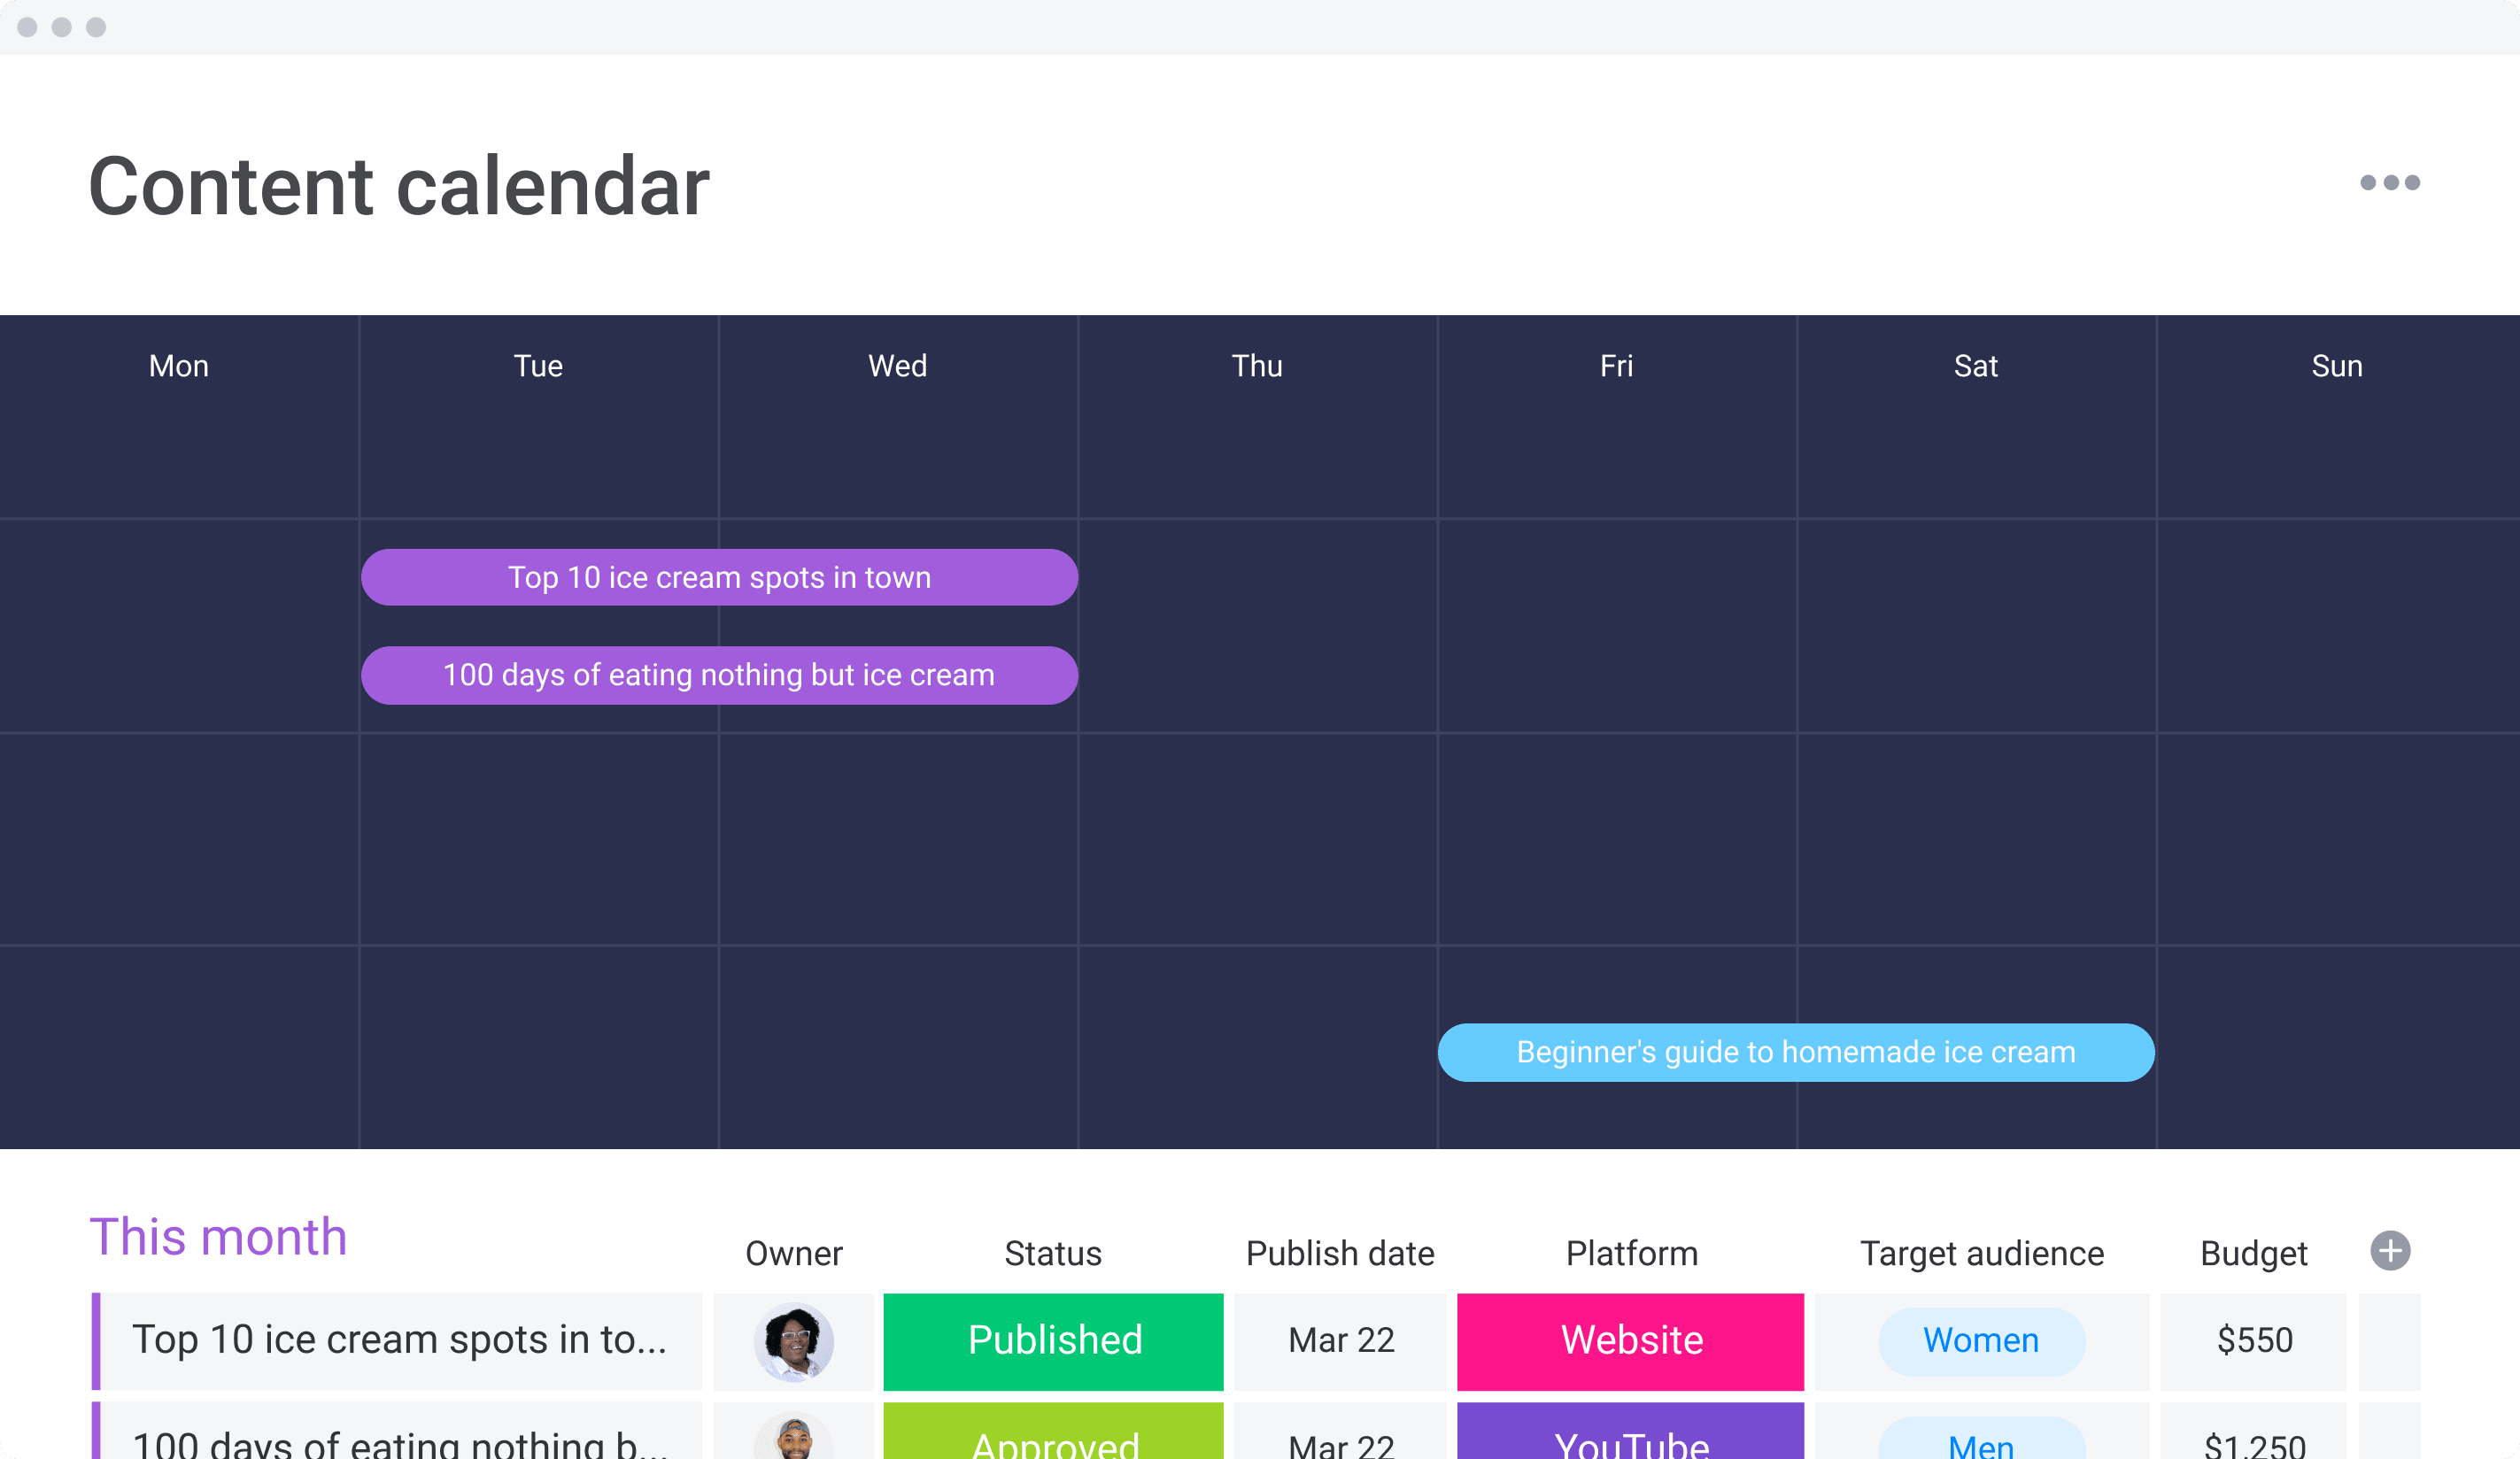 Content calendar
Mon Tue Wed Thu Fri Sat Sun
Top 10 ice cream spots in town
100 days of eating nothing but ice cream
Beginner's guide to homemade ice cream
This month Owner Status Publish date Platform Target audience Budget
Top 10 ice cream spots in to... Published Mar 22 Website Women $550
100 days of eating nothing b... Approved Mar 22 YouTube Men $1,250